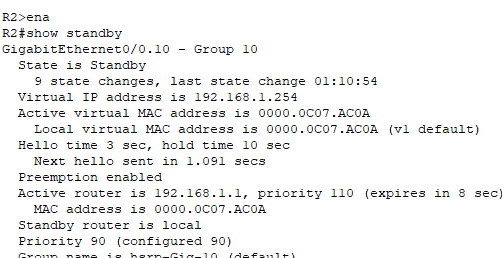 R2>ena
R2#show standby
GigabitEthernet0/0.10 - Group 10
State is Standby
9 state changes, last state change 01:10:54
Virtual IP address is 192.168.1.254
Active virtual MAC address is 0000.0C07.AC0A
Local virtual MAC address is 0000.0C07.AC0A (v1 default)
Hello time 3 sec, hold time 10 sec
Next hello sent in 1.091 secs
Preemption enabled
Active router is 192.168.1.1, priority 110 (expires in 8 sec)
MAC address is 0000.0C07.AC0A
Standby router is local
Priority 90 (configured 90)
Group name is hsrp-Gig-10 (default)